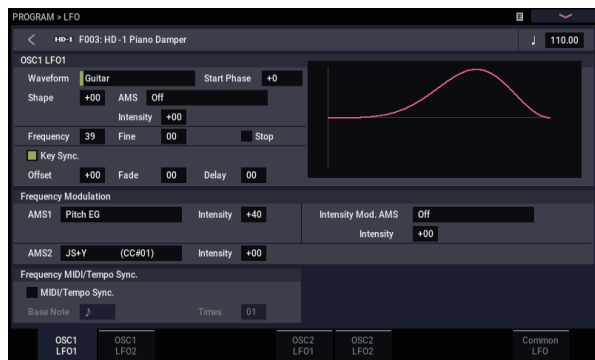 PROGRAM > LFO E
HD-1 F003: HD -1 Piano Damper ♩ 110.00
OSC1 LFO1
Waveform Guitar Start Phase +0
Shape +00 AMS Off
Intensity +00
Frequency 39 Fine 00 Stop
Key Sync.
Offset +00 Fade 00 Delay 00
Frequency Modulation
AMS1 Pitch EG Intensity +40 Intensity Mod. AMS Off
Intensity +00
AMS2 JS+Y (CC#01) Intensity +00
Frequency MIDI/Tempo Sync.
MIDI/Tempo Sync.
Base Note ♪ Times 01
OSC1 OSC1 OSC2 OSC2 Common
LFO1 LFO2 LFO1 LFO2 LFO